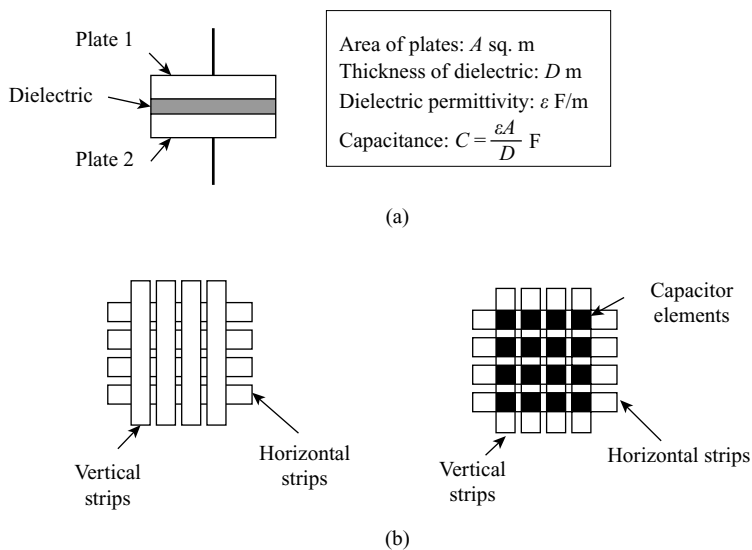 Plate 1
Dielectric
Plate 2
Area of plates: A sq. m
Thickness of dielectric: D m
Dielectric permittivity: ε F/m
Capacitance: C = εA/D F
(a)
Vertical
strips
Horizontal
strips
Capacitor
elements
Vertical
strips
Horizontal strips
(b)